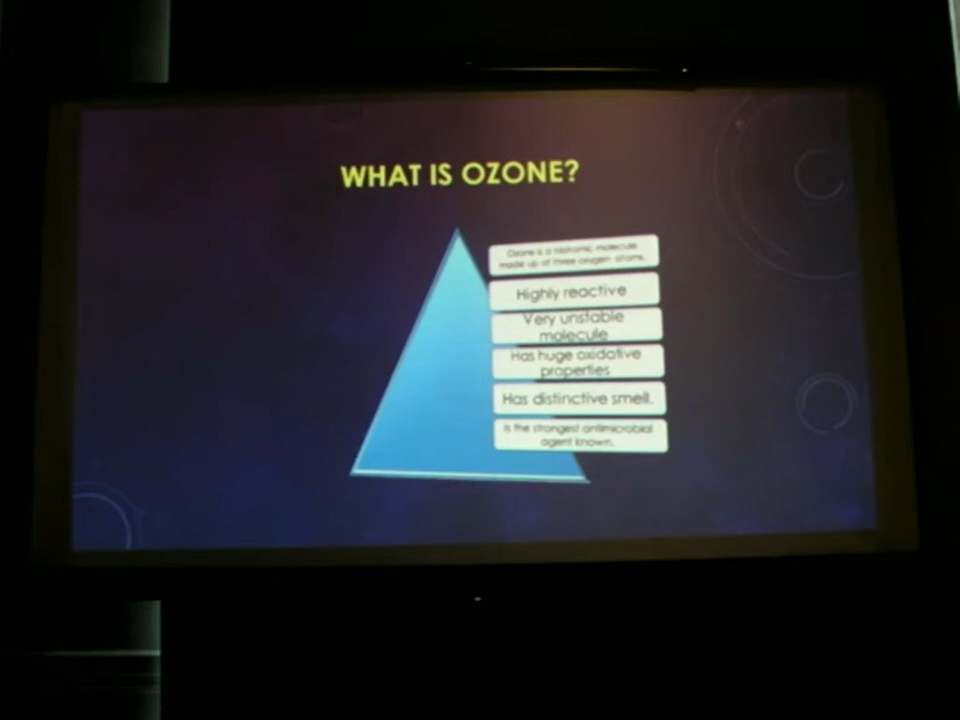 WHAT IS OZONE?
Ozone is a triatomic molecule
made up of three oxygen atoms.
Highly reactive
Very unstable
molecule
Has huge oxidative
properties
Has distinctive smell.
Is the strongest antimicrobial
agent known.